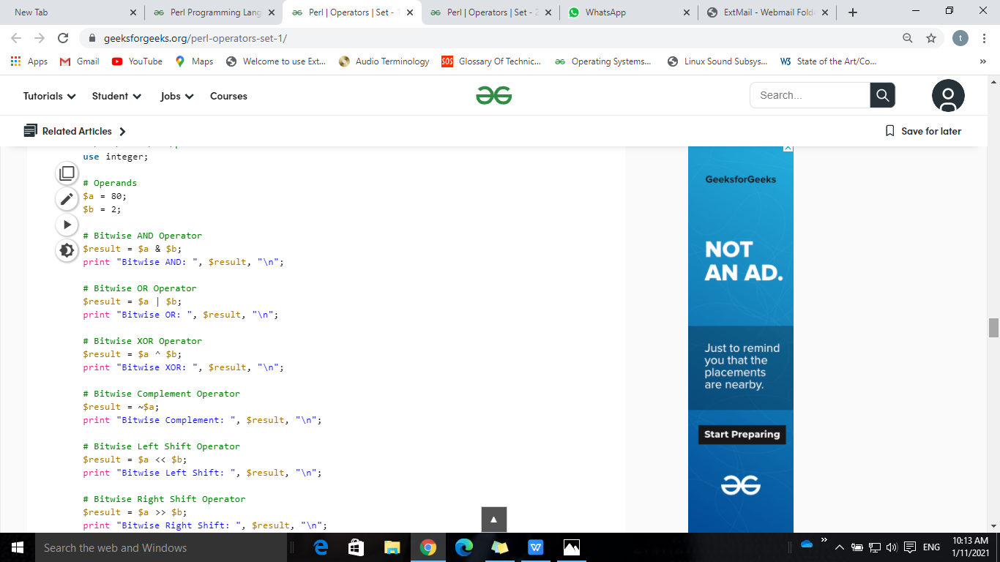 New Tab
Perl Programming Lang
Perl | Operators | Set - 1
Perl | Operators | Set - 2
WhatsApp
ExtMail - Webmail Fold
geeksforgeeks.org/perl-operators-set-1/
t
Apps
Gmail
YouTube
Maps
Welcome to use Ext...
Audio Terminology
SOS
Glossary Of Technic...
Operating Systems...
Linux Sound Subsys...
W3
State of the Art/Co...
Tutorials
Student
Jobs
Courses
Search...
Related Articles
Save for later
use integer;
# Operands
$a = 80;
$b = 2;
# Bitwise AND Operator
$result = $a & $b;
print "Bitwise AND: ", $result, "\n";
# Bitwise OR Operator
$result = $a | $b;
print "Bitwise OR: ", $result, "\n";
# Bitwise XOR Operator
$result = $a ^ $b;
print "Bitwise XOR: ", $result, "\n";
# Bitwise Complement Operator
$result = ~$a;
print "Bitwise Complement: ", $result, "\n";
# Bitwise Left Shift Operator
$result = $a << $b;
print "Bitwise Left Shift: ", $result, "\n";
# Bitwise Right Shift Operator
$result = $a >> $b;
print "Bitwise Right Shift: ", $result, "\n";
GeeksforGeeks
NOT
AN AD.
Just to remind
you that the
placements
are nearby.
Start Preparing
Search the web and Windows
ENG
10:13 AM
1/11/2021